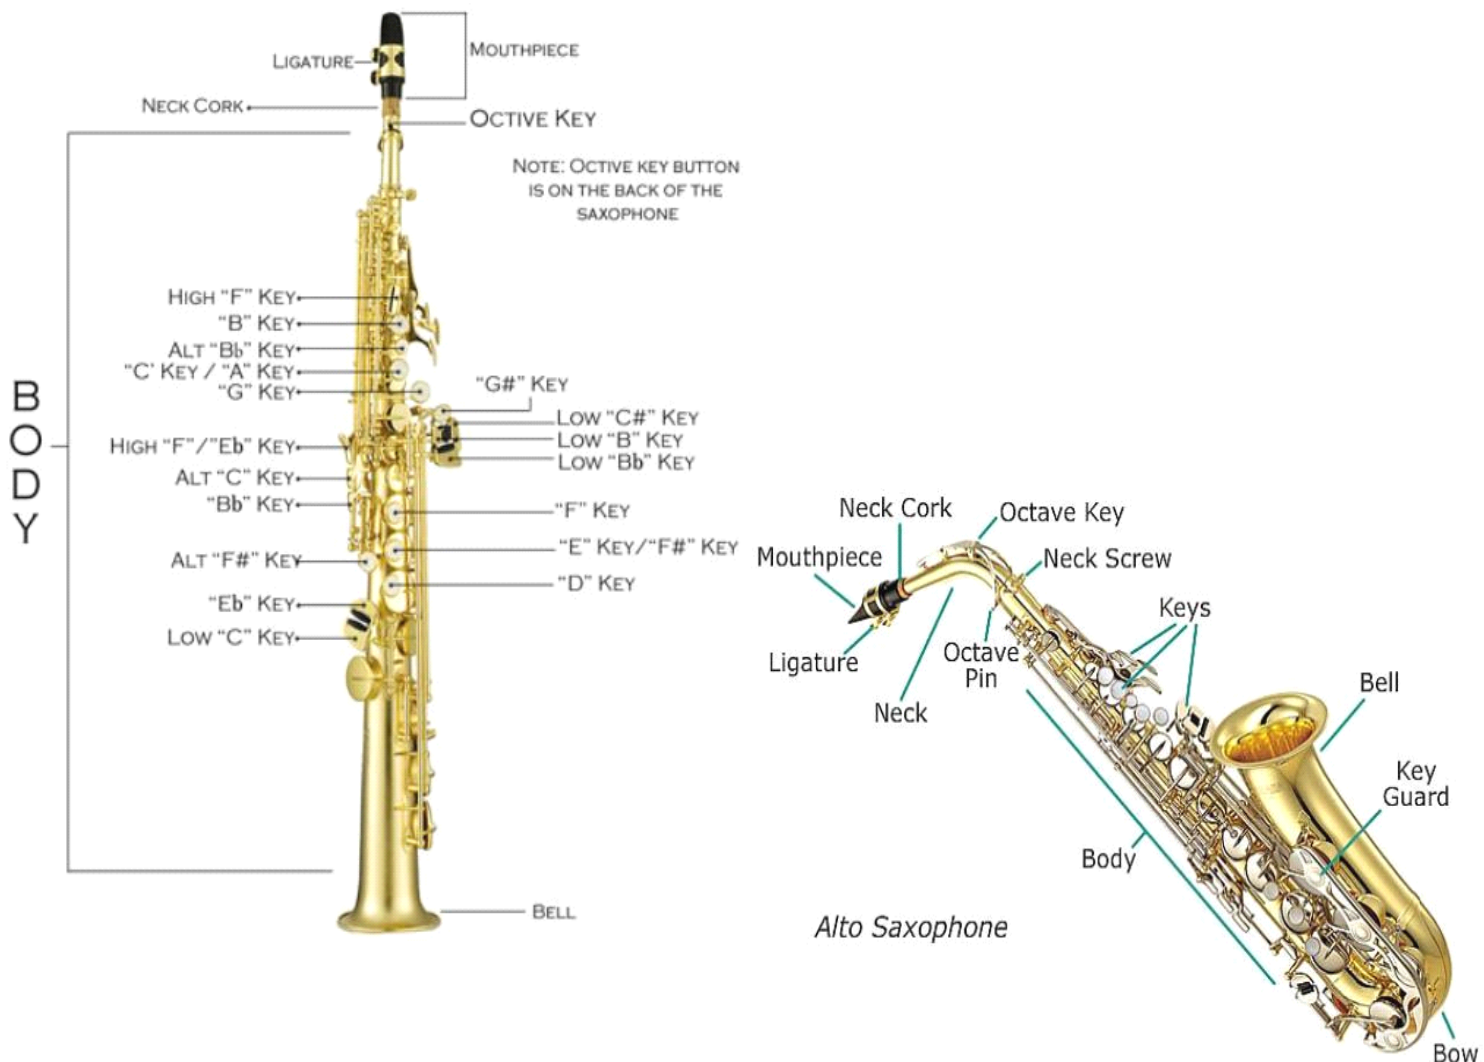 MOUTHPIECE
LIGATURE
NECK CORK
OCTIVE KEY
NOTE: OCTIVE KEY BUTTON
IS ON THE BACK OF THE
SAXOPHONE
HIGH "F" KEY
"B" KEY
ALT "Bb" KEY
"C' KEY / "A" KEY
"G" KEY
"G#" KEY
LOW "C#" KEY
LOW "B" KEY
LOW "Bb" KEY
HIGH "F"/"Eb" KEY
ALT "C" KEY
"Bb" KEY
"F" KEY
"E" KEY/"F#" KEY
ALT "F#" KEY
"D" KEY
"Eb" KEY
LOW "C" KEY
B
O
D
Y
BELL
Neck Cork
Octave Key
Mouthpiece
Neck Screw
Keys
Ligature
Octave
Pin
Neck
Bell
Key
Guard
Body
Alto Saxophone
Bow